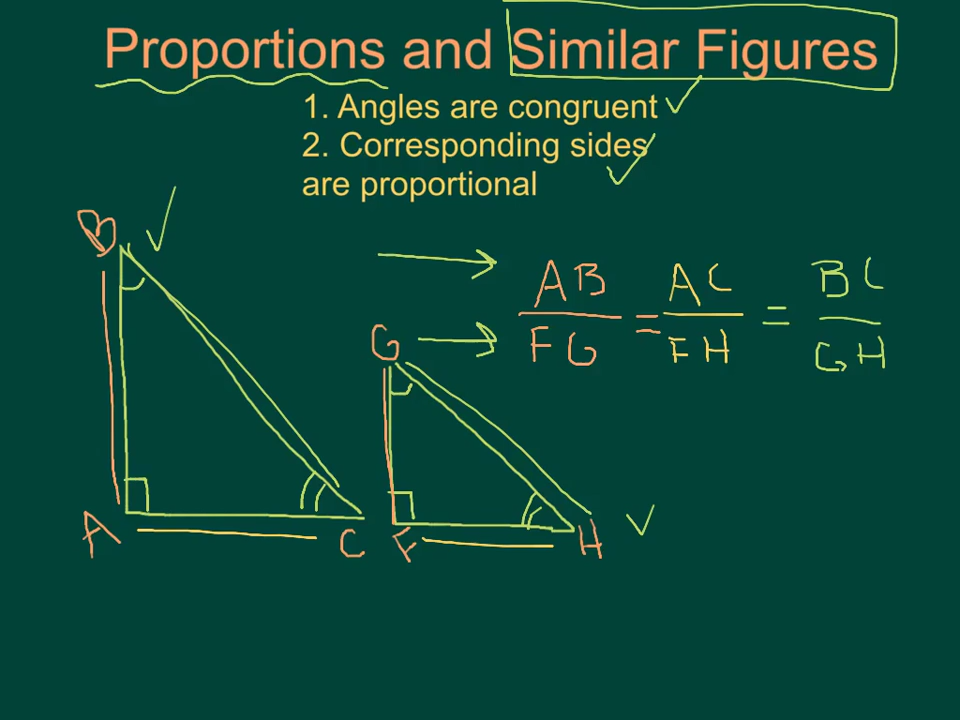 Proportions and Similar Figures
1. Angles are congruent
2. Corresponding sides
are proportional
B
G
A
C
F
H
AB = AC = BC
FG FH GH